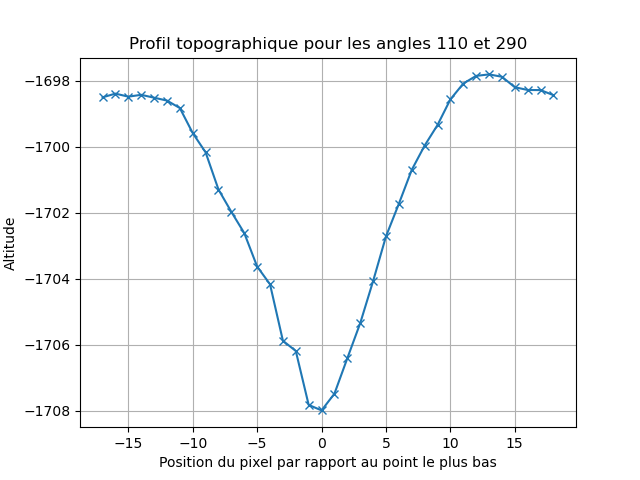 Profil topographique pour les angles 110 et 290
−1698
−1700
−1702
−1704
−1706
−1708
Altitude
−15 −10 −5 0 5 10 15
Position du pixel par rapport au point le plus bas